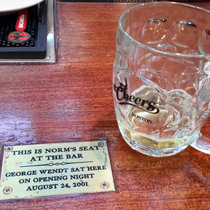 THIS IS NORM'S SEAT
AT THE BAR
GEORGE WENDT SAT HERE
ON OPENING NIGHT
AUGUST 24, 2001
Cheers
BOSTON